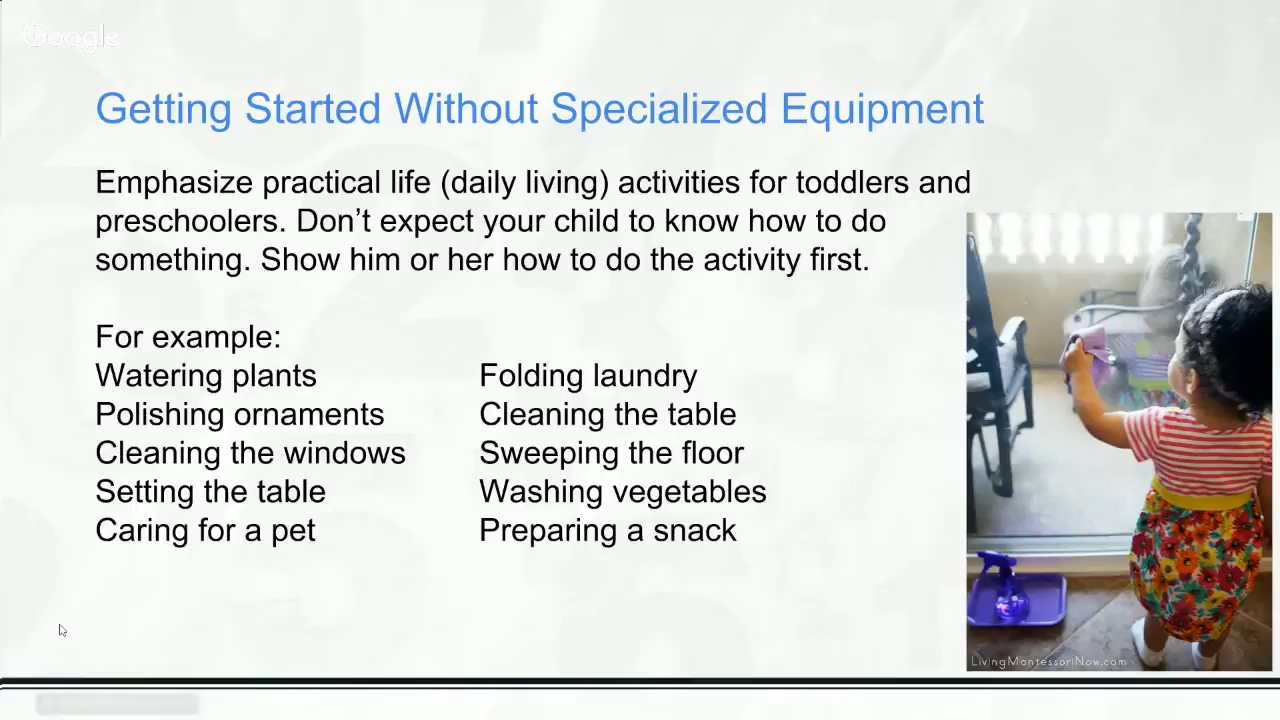 Google
Getting Started Without Specialized Equipment
Emphasize practical life (daily living) activities for toddlers and
preschoolers. Don’t expect your child to know how to do
something. Show him or her how to do the activity first.
For example:
Watering plants
Polishing ornaments
Cleaning the windows
Setting the table
Caring for a pet
Folding laundry
Cleaning the table
Sweeping the floor
Washing vegetables
Preparing a snack
LivingMontessoriNow.com